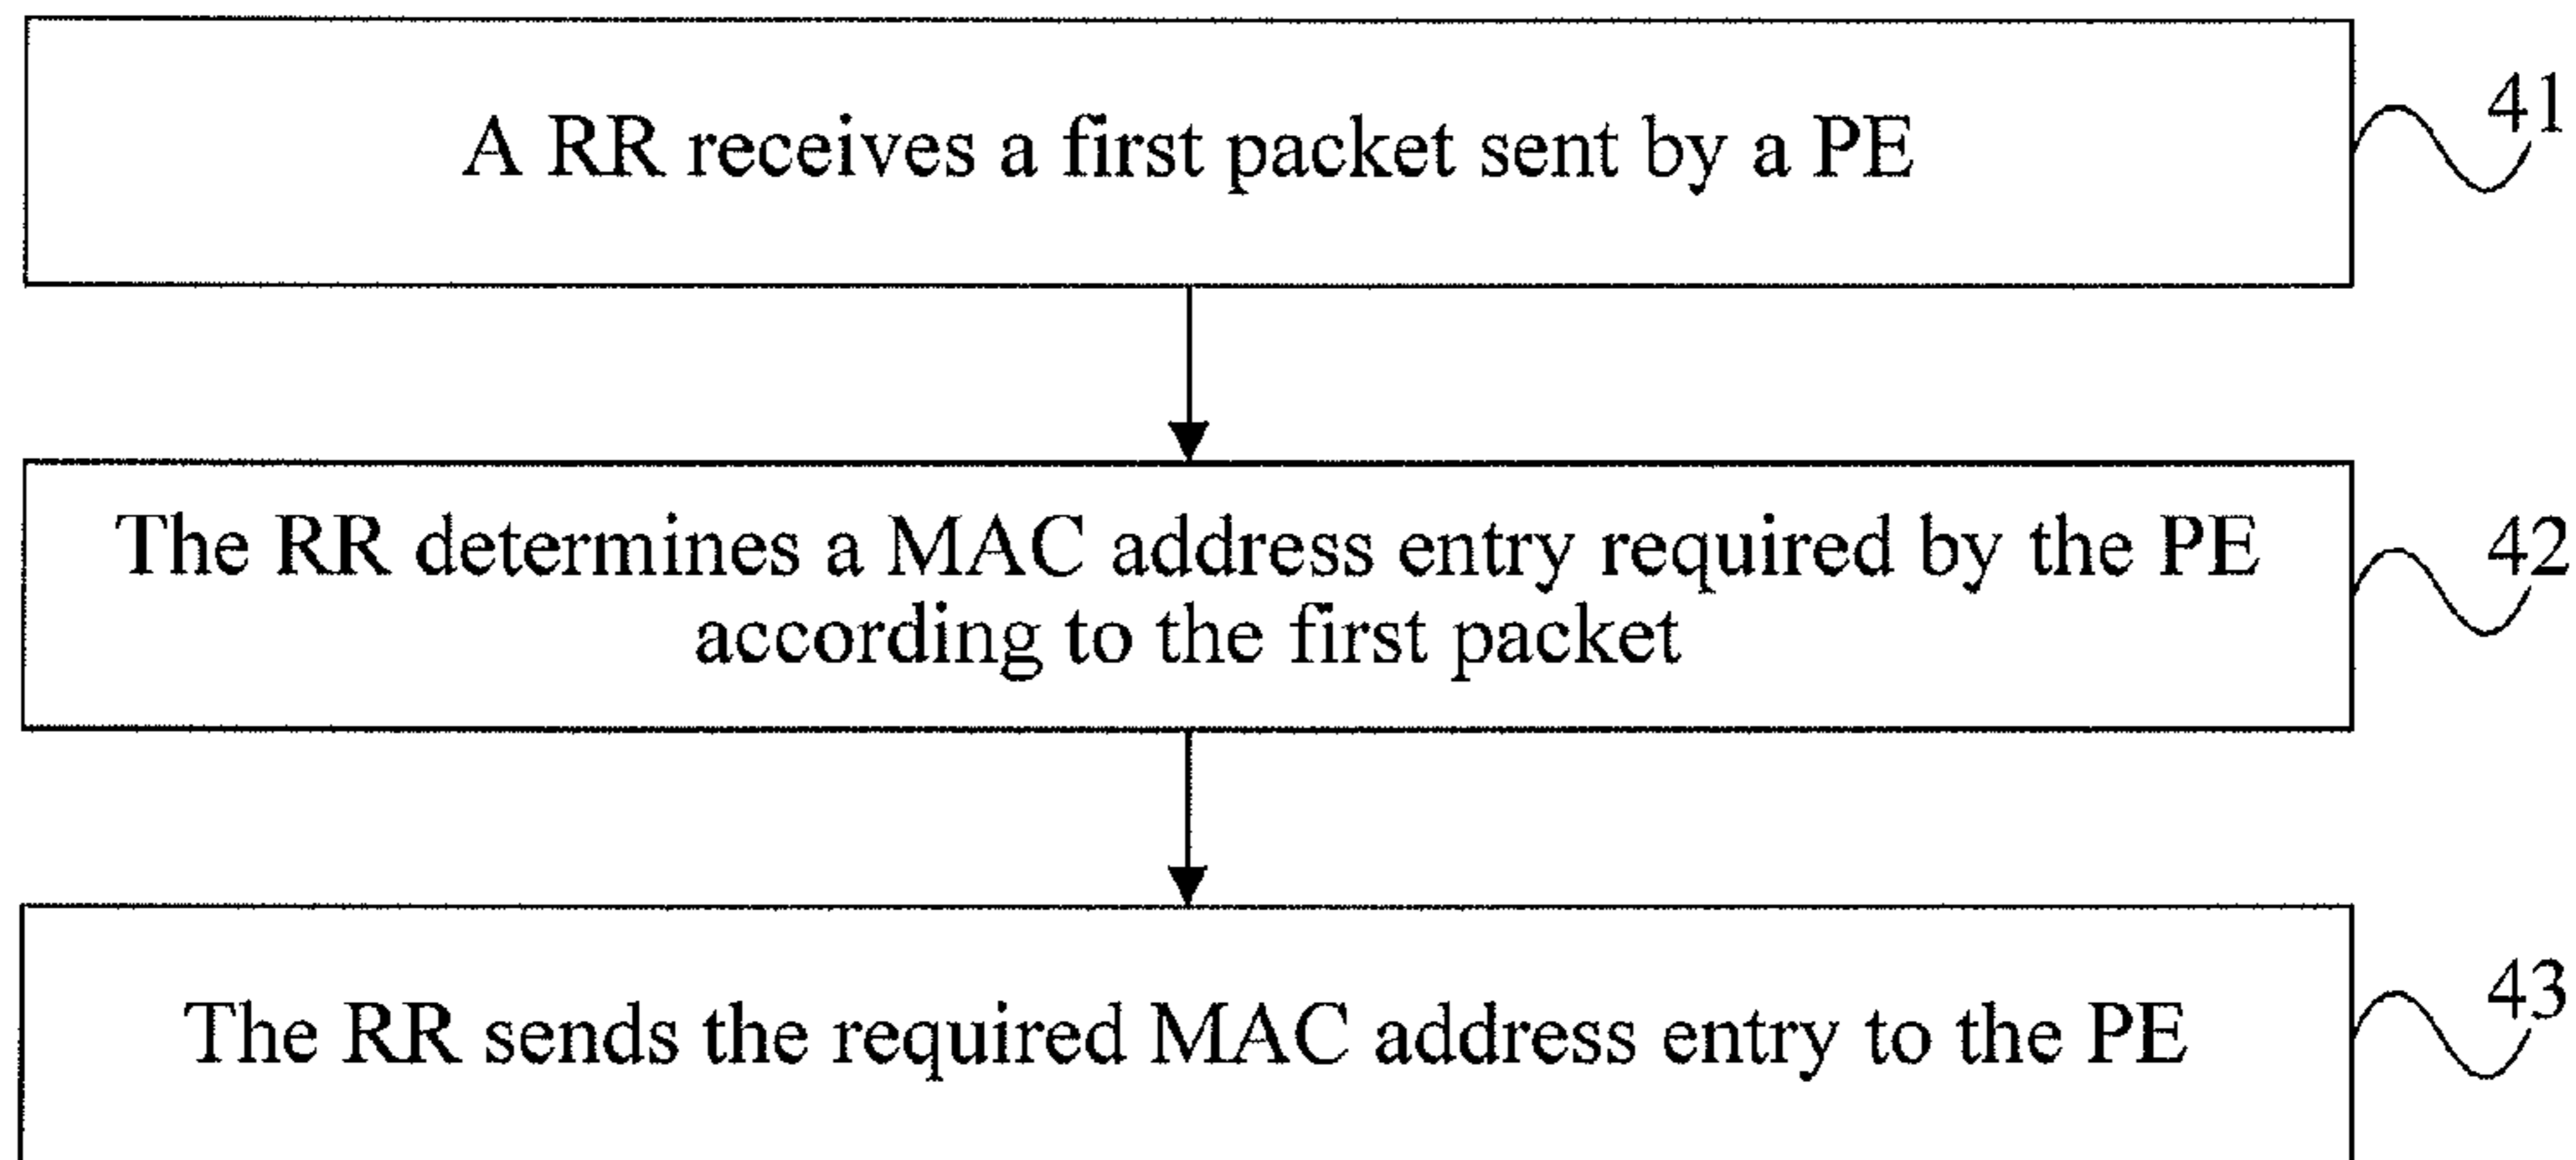 A RR receives a first packet sent by a PE
41
The RR determines a MAC address entry required by the PE
according to the first packet
42
The RR sends the required MAC address entry to the PE
43